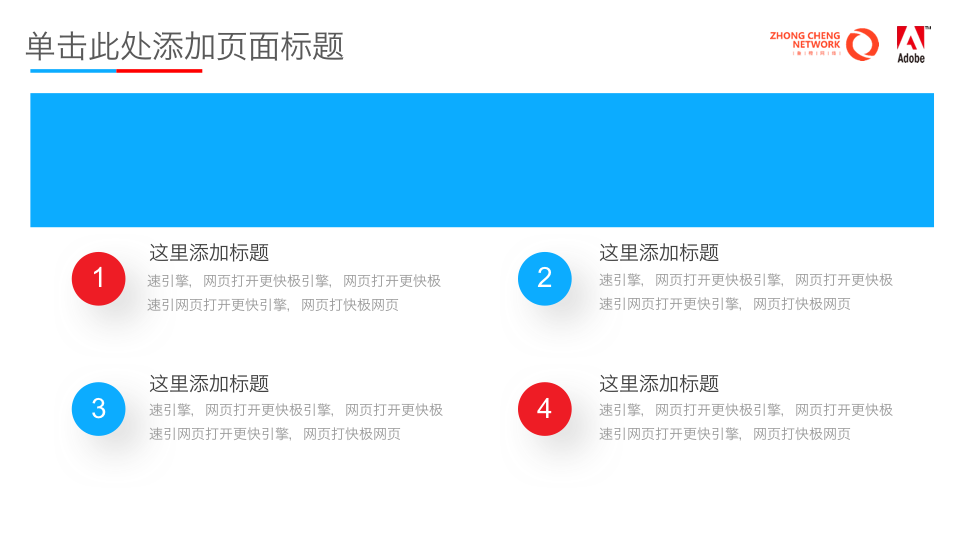 单击此处添加页面标题
ZHONG CHENG
NETWORK
Adobe
TM
1
这里添加标题
速引擎，网页打开更快极引擎，网页打开更快极
速引网页打开更快引擎，网页打快极网页
2
这里添加标题
速引擎，网页打开更快极引擎，网页打开更快极
速引网页打开更快引擎，网页打快极网页
3
这里添加标题
速引擎，网页打开更快极引擎，网页打开更快极
速引网页打开更快引擎，网页打快极网页
4
这里添加标题
速引擎，网页打开更快极引擎，网页打开更快极
速引网页打开更快引擎，网页打快极网页